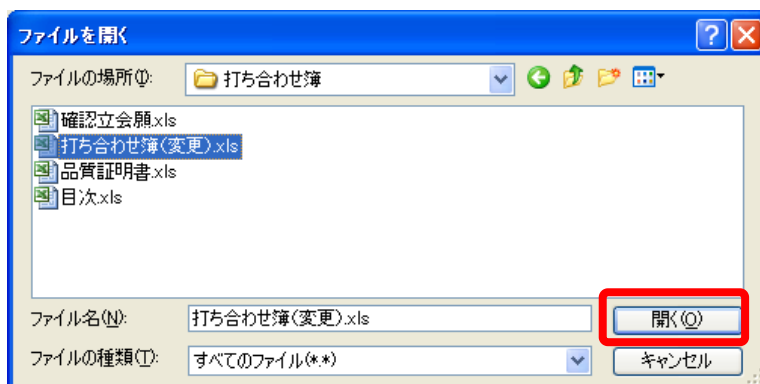 ファイルを開く
ファイルの場所(I):
打ち合わせ簿
確認立会願.xls
打ち合わせ簿(変更).xls
品質証明書.xls
目次.xls
ファイル名(N):
打ち合わせ簿(変更).xls
開く(O)
ファイルの種類(T):
すべてのファイル(*.*)
キャンセル